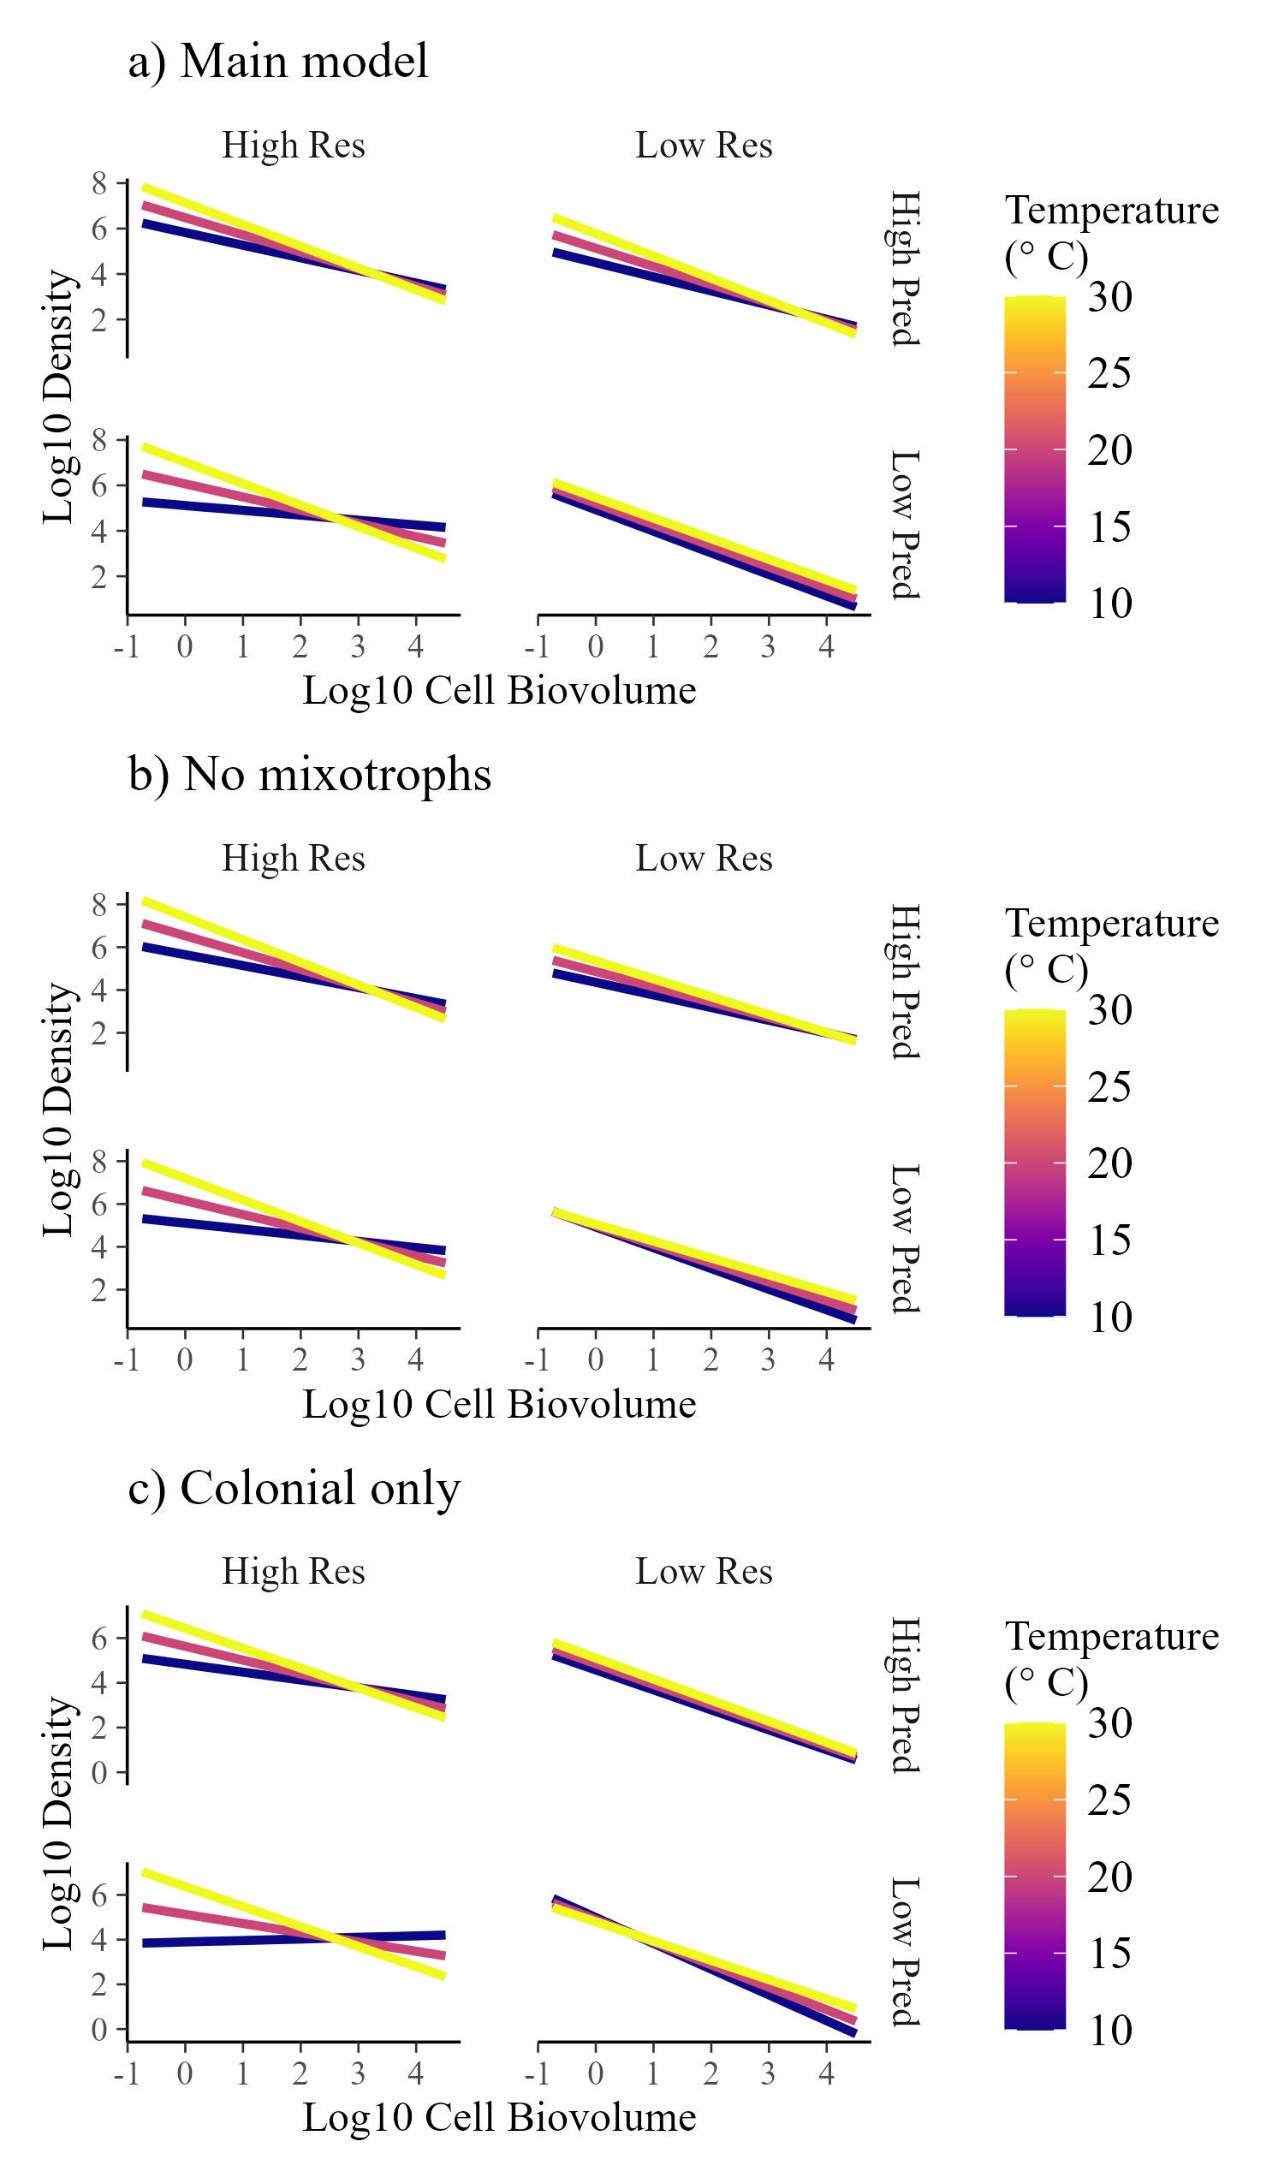 a) Main model
High Res
Low Res
8
6
4
2
High Pred
8
6
4
2
Low Pred
Log10 Density
-1 0 1 2 3 4
-1 0 1 2 3 4
Log10 Cell Biovolume
Temperature
(° C)
30
25
20
15
10
b) No mixotrophs
High Res
Low Res
8
6
4
2
High Pred
8
6
4
2
Low Pred
Log10 Density
-1 0 1 2 3 4
-1 0 1 2 3 4
Log10 Cell Biovolume
Temperature
(° C)
30
25
20
15
10
c) Colonial only
High Res
Low Res
6
4
2
0
High Pred
6
4
2
0
Low Pred
Log10 Density
-1 0 1 2 3 4
-1 0 1 2 3 4
Log10 Cell Biovolume
Temperature
(° C)
30
25
20
15
10